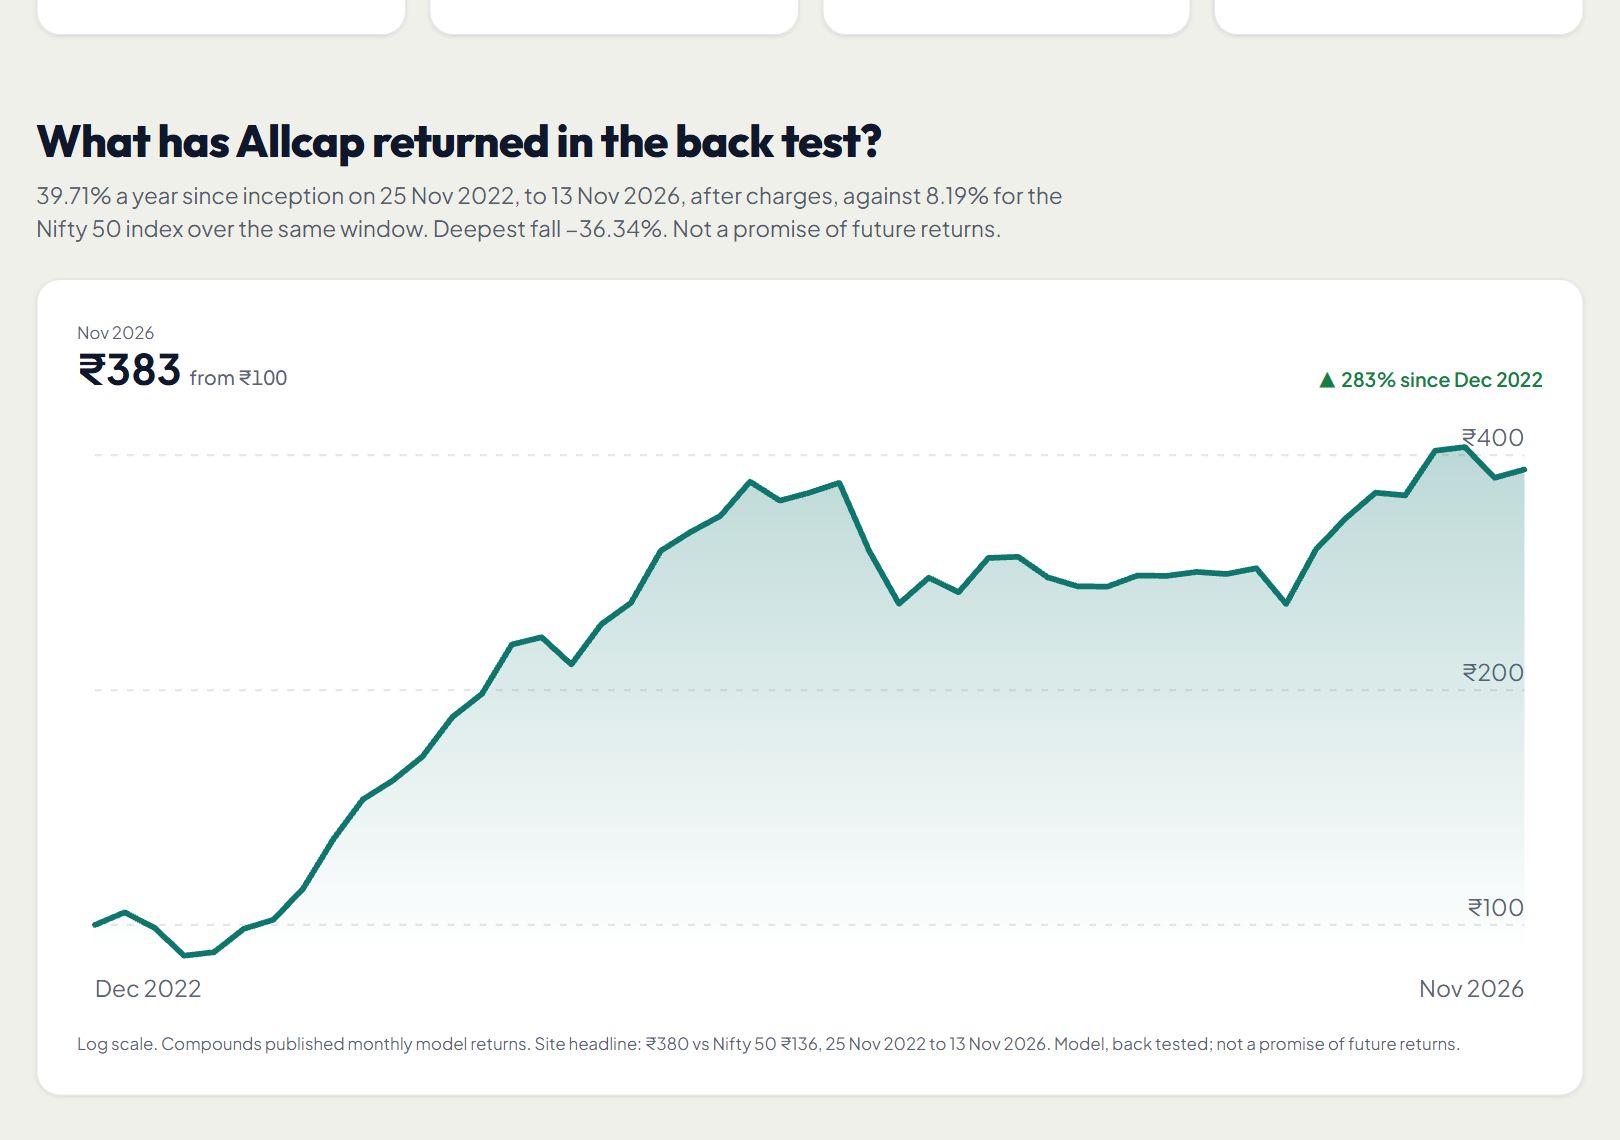 What has Allcap returned in the back test?
39.71% a year since inception on 25 Nov 2022, to 13 Nov 2026, after charges, against 8.19% for the
Nifty 50 index over the same window. Deepest fall −36.34%. Not a promise of future returns.
Nov 2026
₹383 from ₹100
▲ 283% since Dec 2022
₹400
₹200
₹100
Dec 2022
Nov 2026
Log scale. Compounds published monthly model returns. Site headline: ₹380 vs Nifty 50 ₹136, 25 Nov 2022 to 13 Nov 2026. Model, back tested; not a promise of future returns.